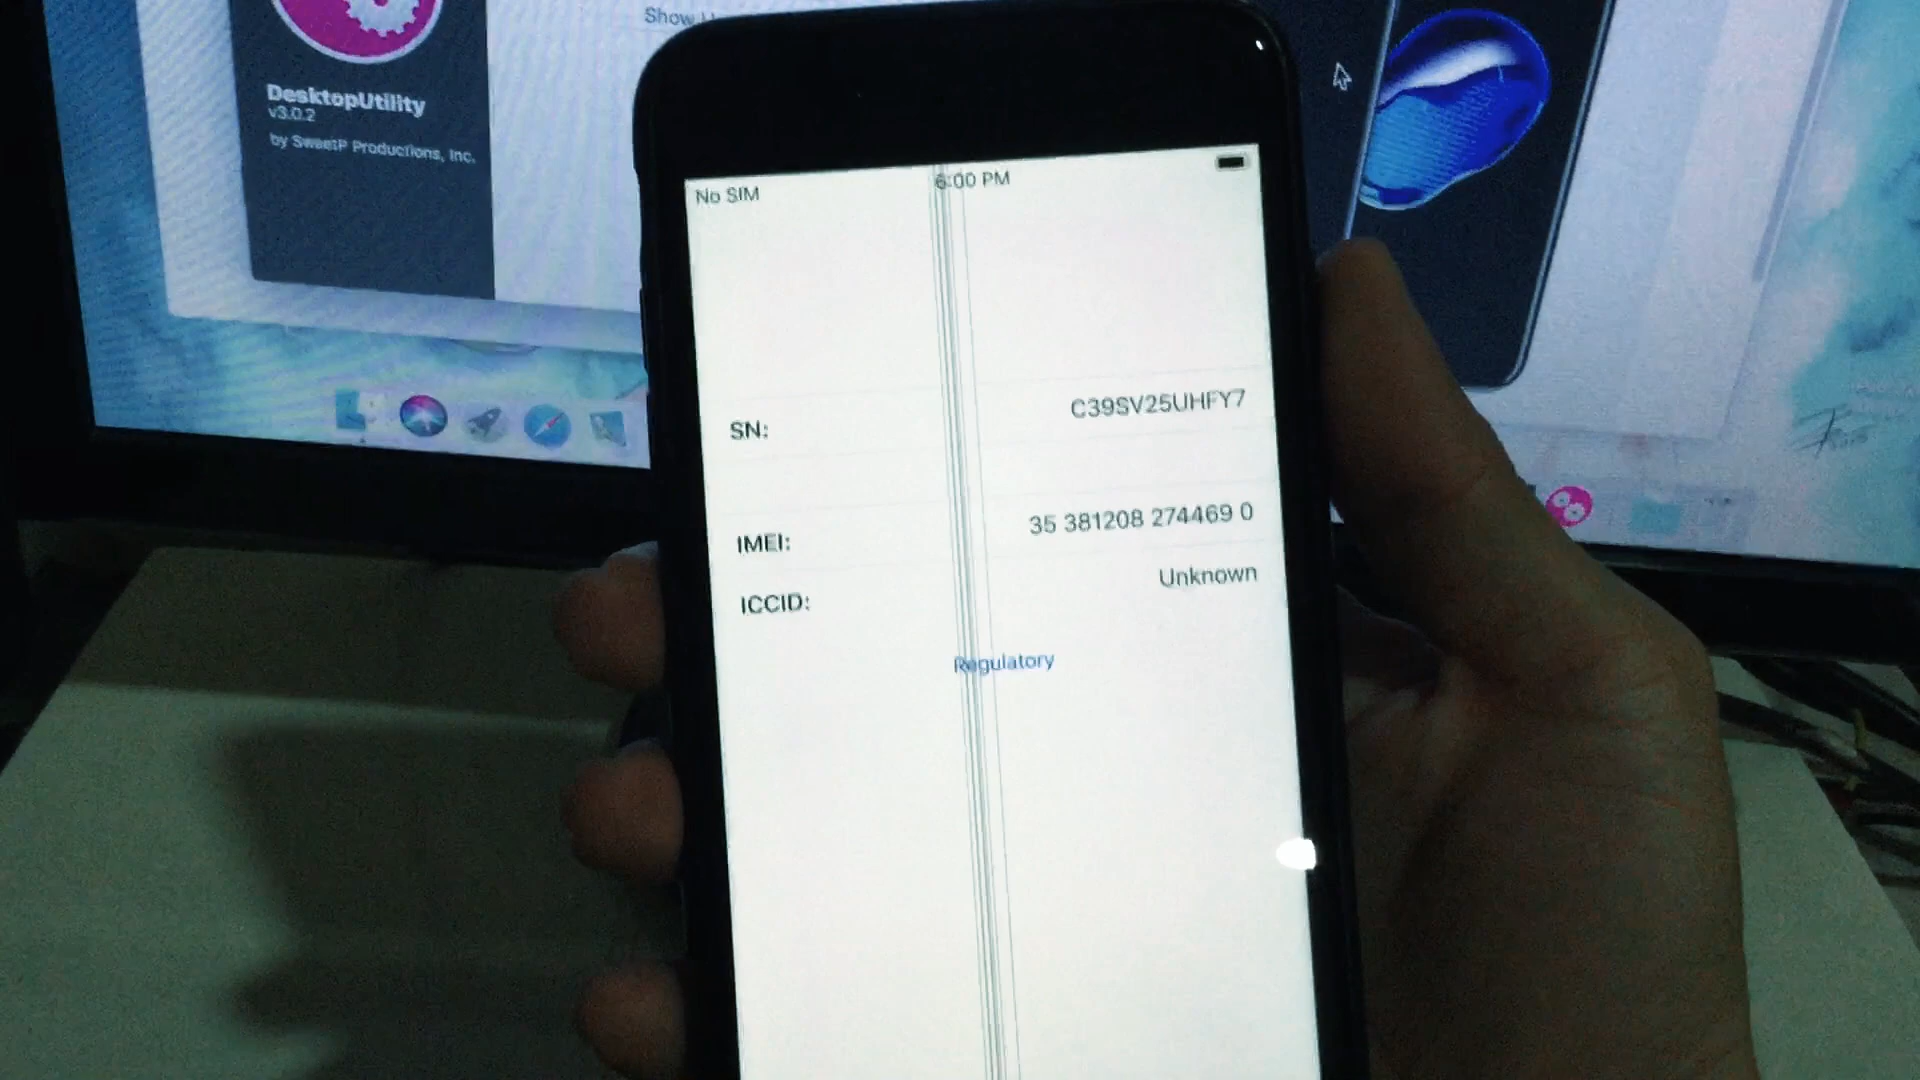 Show
DesktopUtility
v3.0.2
by SweetP Productions, Inc.
No SIM
6:00 PM
SN:
C39SV25UHFY7
IMEI:
35 381208 274469 0
ICCID:
Unknown
Regulatory